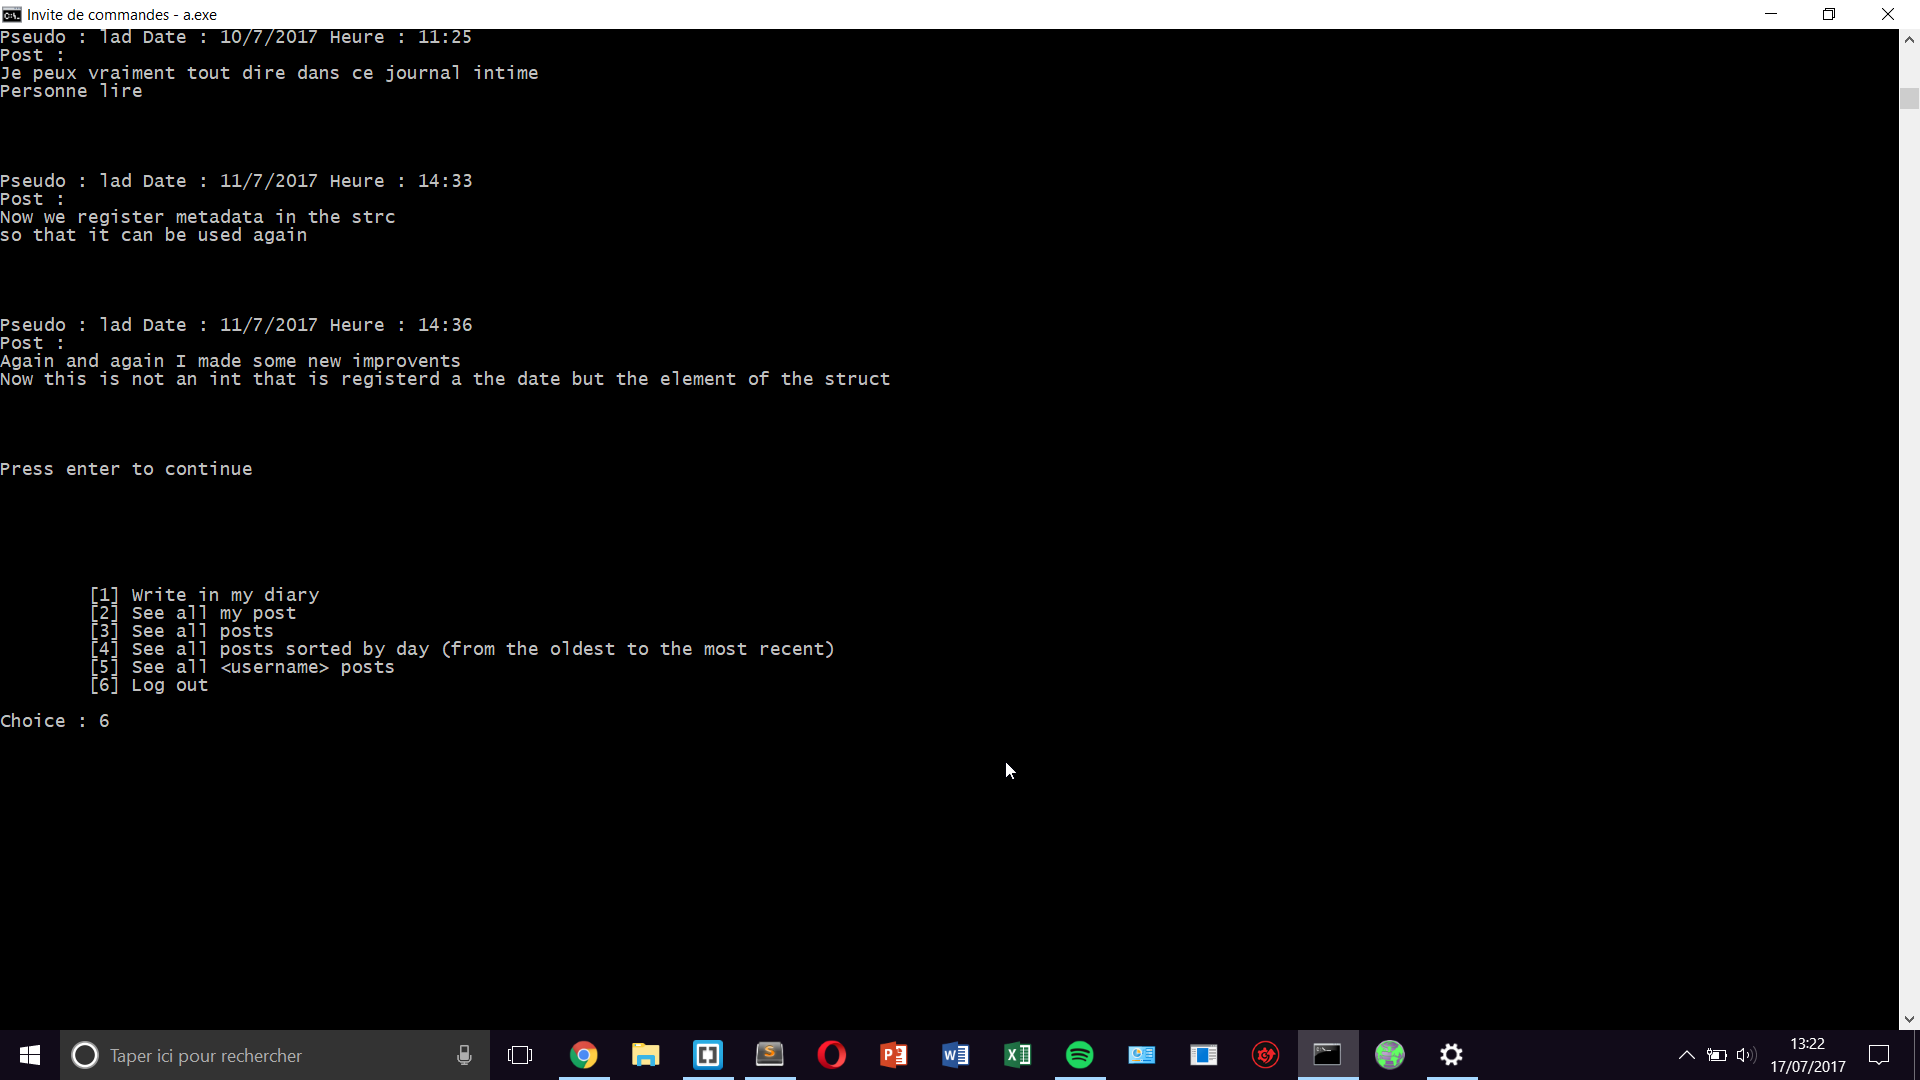 Invite de commandes - a.exe
Pseudo : lad Date : 10/7/2017 Heure : 11:25
Post :
Je peux vraiment tout dire dans ce journal intime
Personne lire
Pseudo : lad Date : 11/7/2017 Heure : 14:33
Post :
Now we register metadata in the strc
so that it can be used again
Pseudo : lad Date : 11/7/2017 Heure : 14:36
Post :
Again and again I made some new improvents
Now this is not an int that is registerd a the date but the element of the struct
Press enter to continue
[1] Write in my diary
[2] See all my post
[3] See all posts
[4] See all posts sorted by day (from the oldest to the most recent)
[5] See all <username> posts
[6] Log out
Choice : 6
Taper ici pour rechercher
13:22
17/07/2017